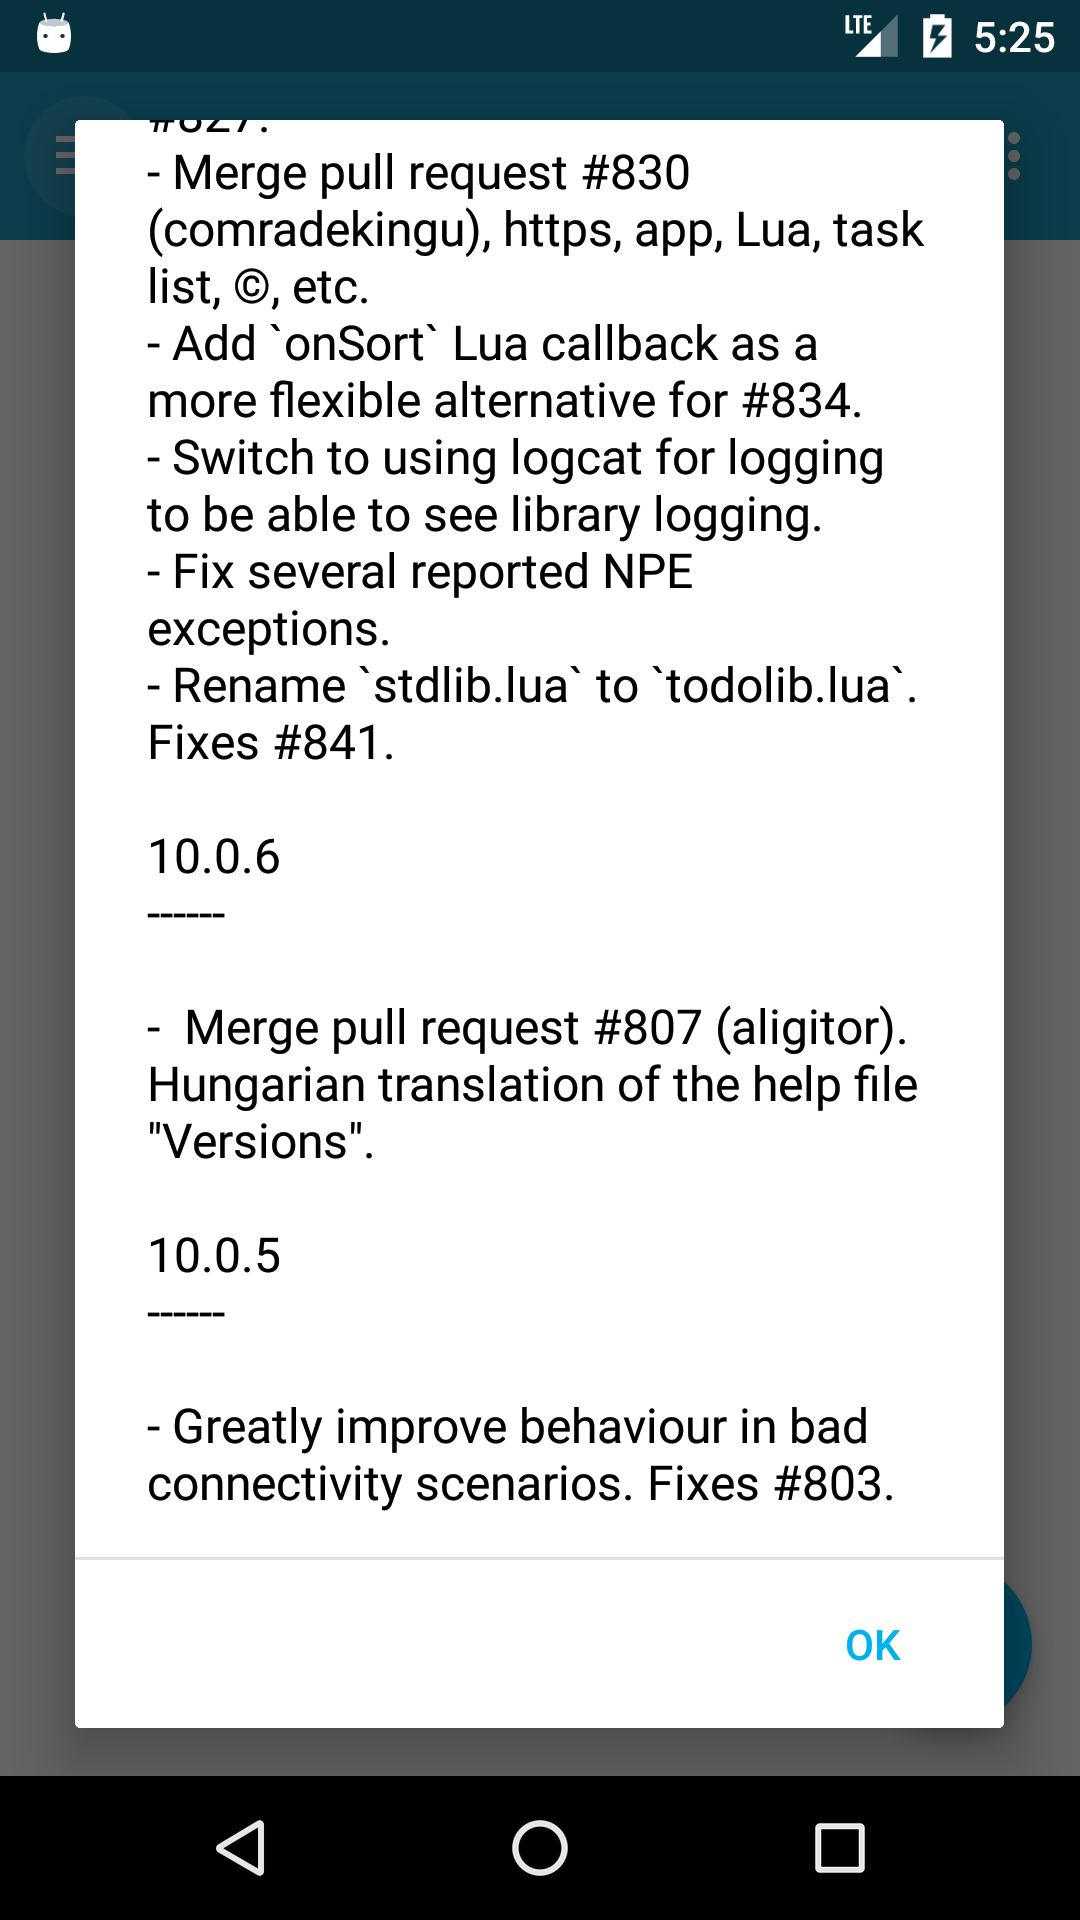 LTE 5:25
#827.
- Merge pull request #830
(comradekingu), https, app, Lua, task
list, ©, etc.
- Add `onSort` Lua callback as a
more flexible alternative for #834.
- Switch to using logcat for logging
to be able to see library logging.
- Fix several reported NPE
exceptions.
- Rename `stdlib.lua` to `todolib.lua`.
Fixes #841.
10.0.6
------
-  Merge pull request #807 (aligitor).
Hungarian translation of the help file
"Versions".
10.0.5
------
- Greatly improve behaviour in bad
connectivity scenarios. Fixes #803.
OK